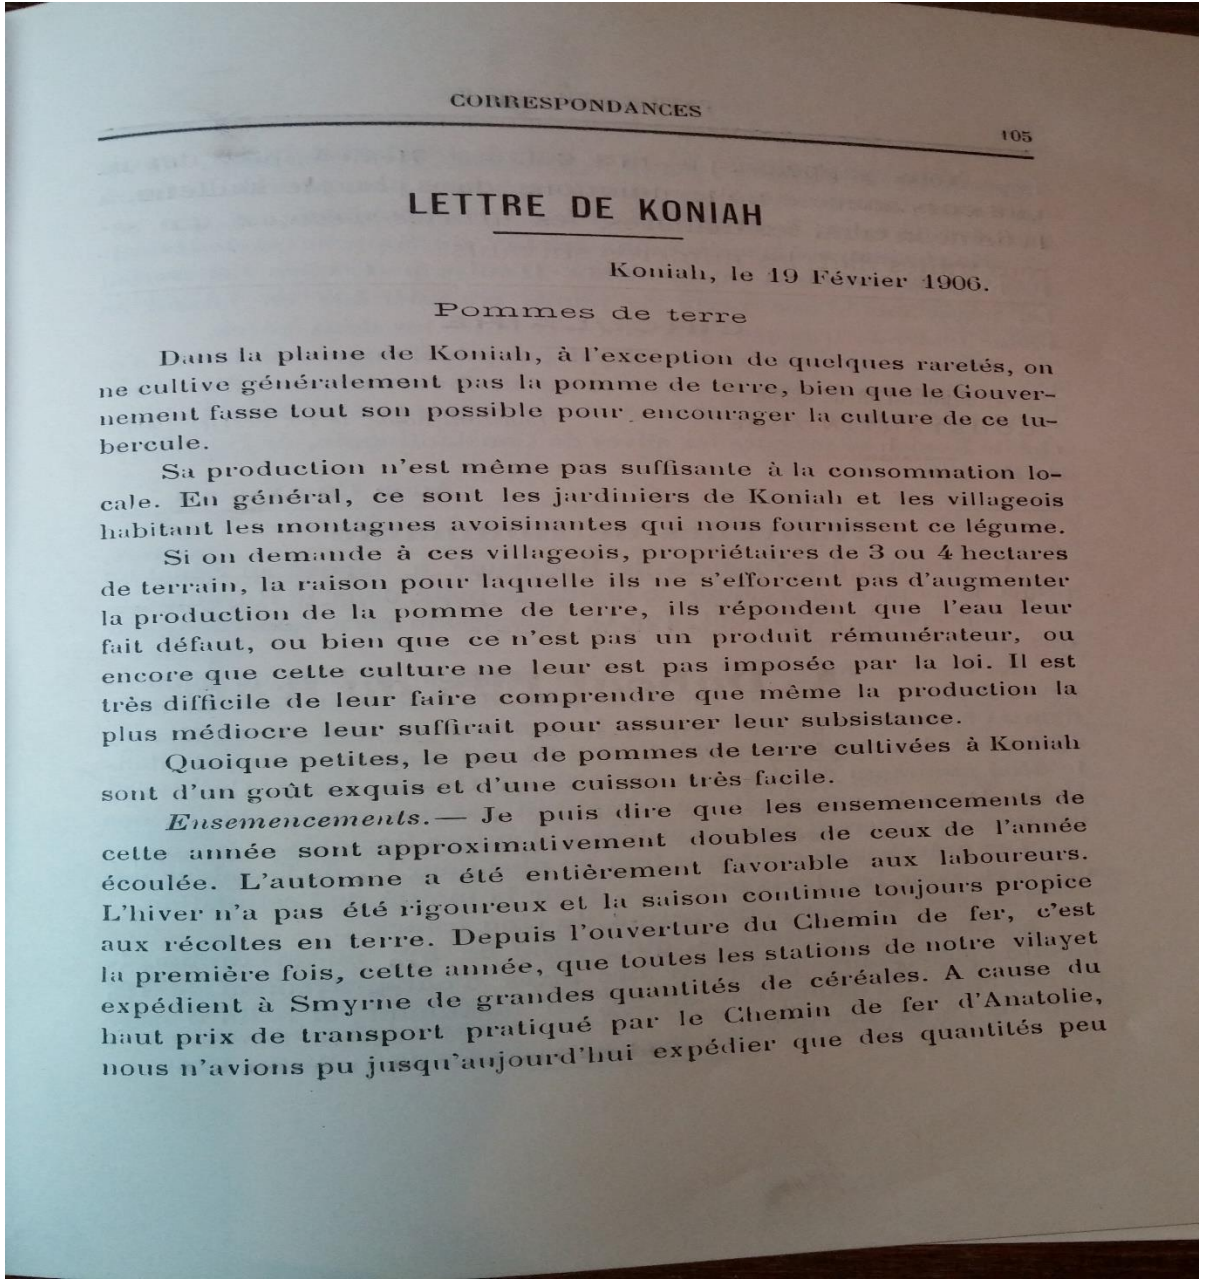 CORRESPONDANCES
105
LETTRE DE KONIAH
Koniah, le 19 Février 1906.
Pommes de terre
Dans la plaine de Koniah, à l'exception de quelques raretés, on
ne cultive généralement pas la pomme de terre, bien que le Gouver-
nement fasse tout son possible pour encourager la culture de ce tu-
bercule.
Sa production n'est même pas suffisante à la consommation lo-
cale. En général, ce sont les jardiniers de Koniah et les villageois
habitant les montagnes avoisinantes qui nous fournissent ce légume.
Si on demande à ces villageois, propriétaires de 3 ou 4 hectares
de terrain, la raison pour laquelle ils ne s'efforcent pas d'augmenter
la production de la pomme de terre, ils répondent que l'eau leur
fait défaut, ou bien que ce n'est pas un produit rémunérateur, ou
encore que cette culture ne leur est pas imposée par la loi. Il est
très difficile de leur faire comprendre que même la production la
plus médiocre leur suffirait pour assurer leur subsistance.
Quoique petites, le peu de pommes de terre cultivées à Koniah
sont d'un goût exquis et d'une cuisson très facile.
Ensemencements.— Je puis dire que les ensemencements de
cette année sont approximativement doubles de ceux de l'année
écoulée. L'automne a été entièrement favorable aux laboureurs.
L'hiver n'a pas été rigoureux et la saison continue toujours propice
aux récoltes en terre. Depuis l'ouverture du Chemin de fer, c'est
la première fois, cette année, que toutes les stations de notre vilayet
expédient à Smyrne de grandes quantités de céréales. A cause du
haut prix de transport pratiqué par le Chemin de fer d'Anatolie,
nous n'avions pu jusqu'aujourd'hui expédier que des quantités peu